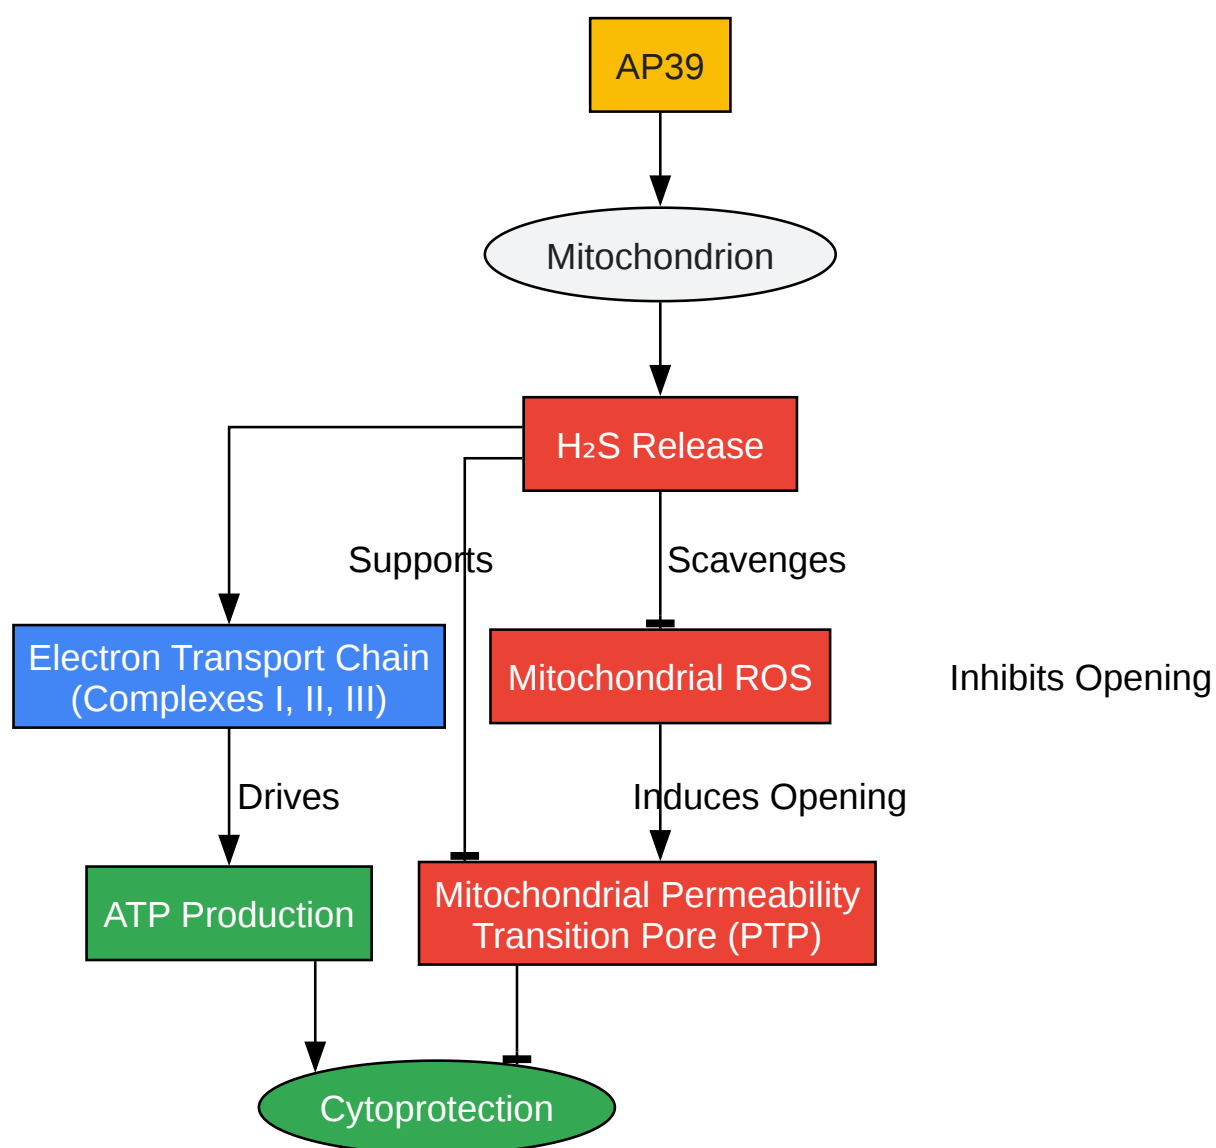 AP39
Mitochondrion
H₂S Release
Supports
Scavenges
Electron Transport Chain
(Complexes I, II, III)
Mitochondrial ROS
Inhibits Opening
Drives
Induces Opening
ATP Production
Mitochondrial Permeability
Transition Pore (PTP)
Cytoprotection